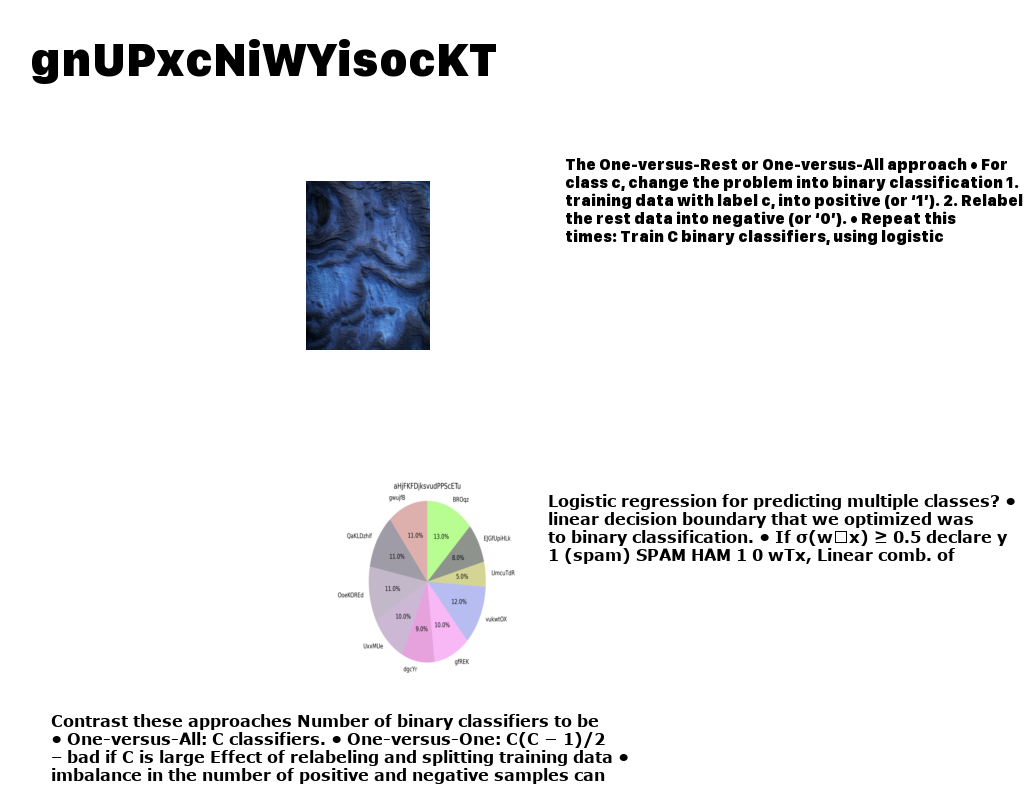 gnUPxcNiWYisocKT
The One-versus-Rest or One-versus-All approach • For
class c, change the problem into binary classification 1.
training data with label c, into positive (or ‘1’). 2. Relabel
the rest data into negative (or ‘0’). • Repeat this
times: Train C binary classifiers, using logistic
aHjFKFDjksvudPPScETu
gwujfB
BROqz
QaKLDzhif
EJGfUpiHLk
UmcuTdR
OoeKOREd
vukwtOX
UxxMUe
gfREK
dgcYr
11.0%
13.0%
11.0%
8.0%
5.0%
11.0%
12.0%
10.0%
9.0%
10.0%
Logistic regression for predicting multiple classes? •
linear decision boundary that we optimized was
to binary classification. • If σ(w□x) ≥ 0.5 declare y
1 (spam) SPAM HAM 1 0 wTx, Linear comb. of
Contrast these approaches Number of binary classifiers to be
• One-versus-All: C classifiers. • One-versus-One: C(C − 1)/2
– bad if C is large Effect of relabeling and splitting training data •
imbalance in the number of positive and negative samples can